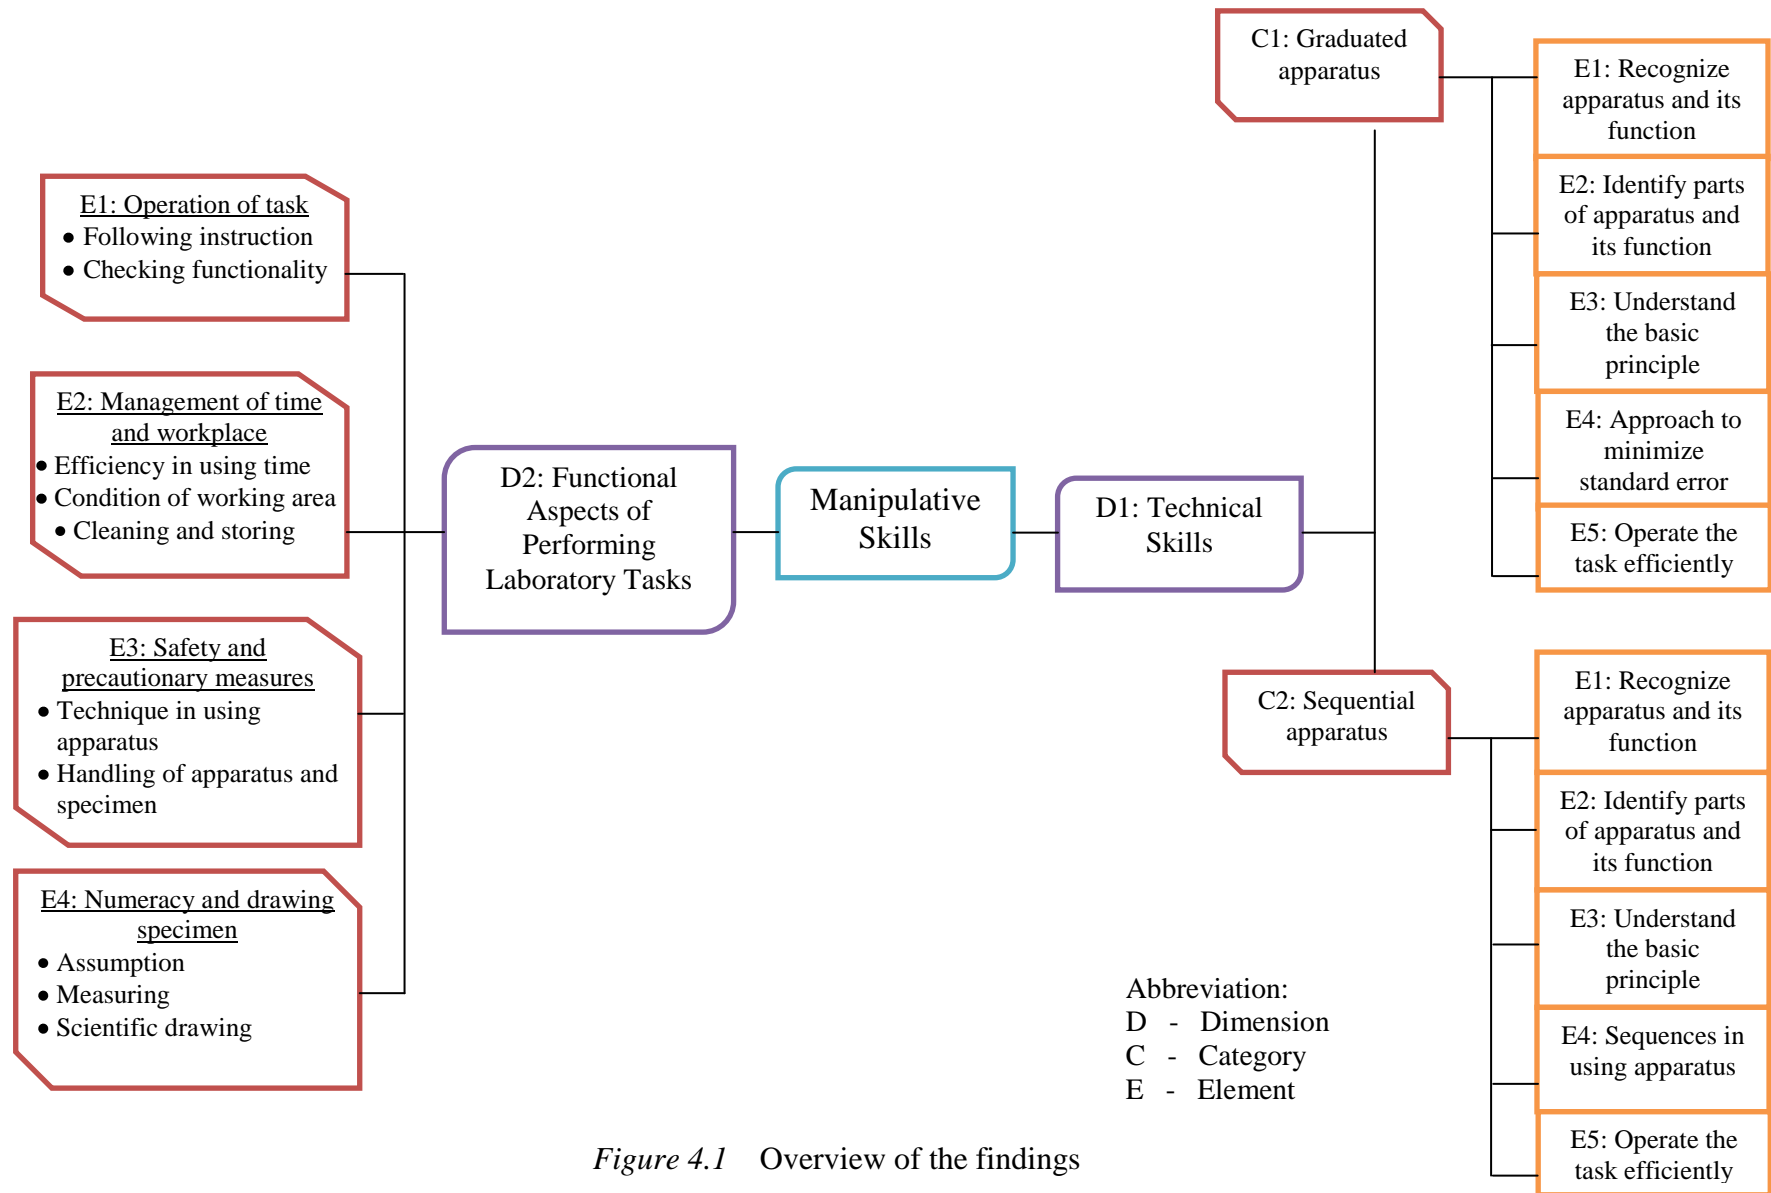 E1: Operation of task
• Following instruction
• Checking functionality
E2: Management of time
and workplace
• Efficiency in using time
• Condition of working area
• Cleaning and storing
E3: Safety and
precautionary measures
• Technique in using
apparatus
• Handling of apparatus and
specimen
E4: Numeracy and drawing
specimen
• Assumption
• Measuring
• Scientific drawing
D2: Functional
Aspects of
Performing
Laboratory Tasks
Manipulative
Skills
D1: Technical
Skills
C1: Graduated
apparatus
E1: Recognize
apparatus and its
function
E2: Identify parts
of apparatus and
its function
E3: Understand
the basic
principle
E4: Approach to
minimize
standard error
E5: Operate the
task efficiently
C2: Sequential
apparatus
E1: Recognize
apparatus and its
function
E2: Identify parts
of apparatus and
its function
E3: Understand
the basic
principle
E4: Sequences in
using apparatus
E5: Operate the
task efficiently
Abbreviation:
D - Dimension
C - Category
E - Element
Figure 4.1 Overview of the findings